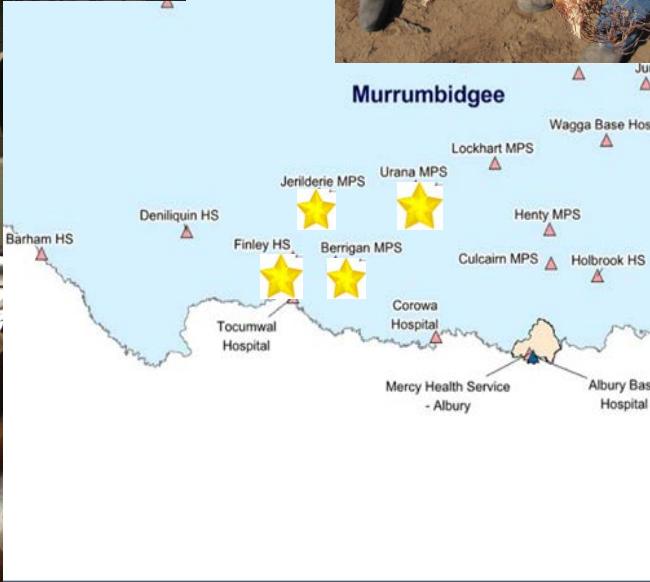 Murrumbidgee
Wagga Base Hos
Lockhart MPS
Urana MPS
Jerilderie MPS
Deniliquin HS
Henty MPS
Barham HS
Finley HS
Berrigan MPS
Culcairn MPS
Holbrook HS
Corowa
Hospital
Tocumwal
Hospital
Mercy Health Service
- Albury
Albury Bas
Hospital